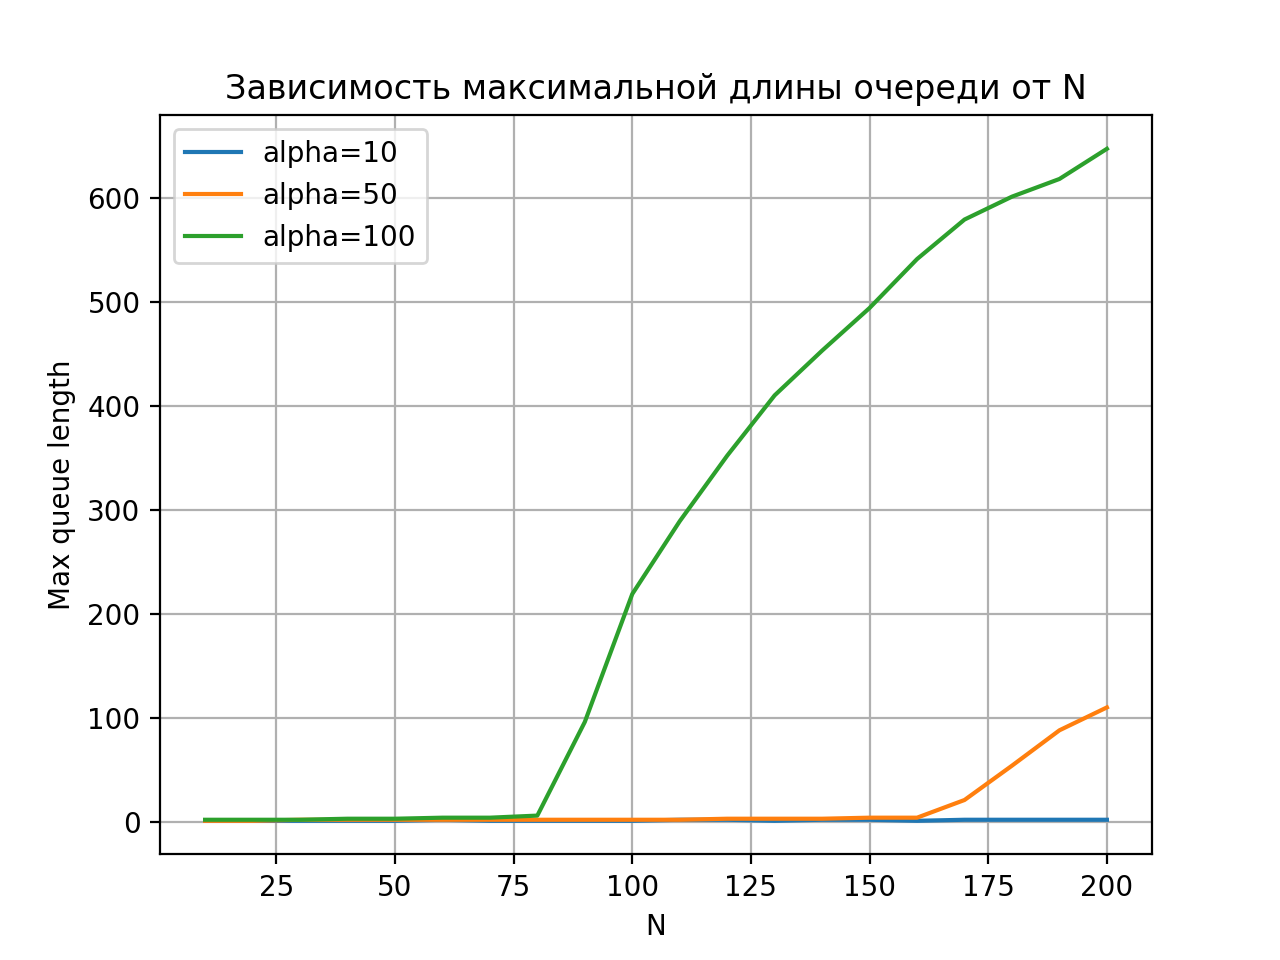 Зависимость максимальной длины очереди от N
alpha=10
alpha=50
alpha=100
Max queue length
600
500
400
300
200
100
0
25 50 75 100 125 150 175 200
N